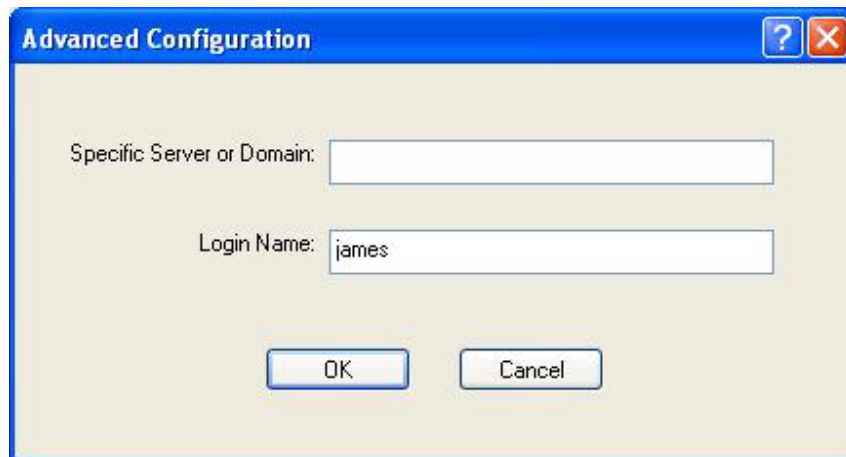 Advanced Configuration
Specific Server or Domain:
Login Name: james
OK Cancel